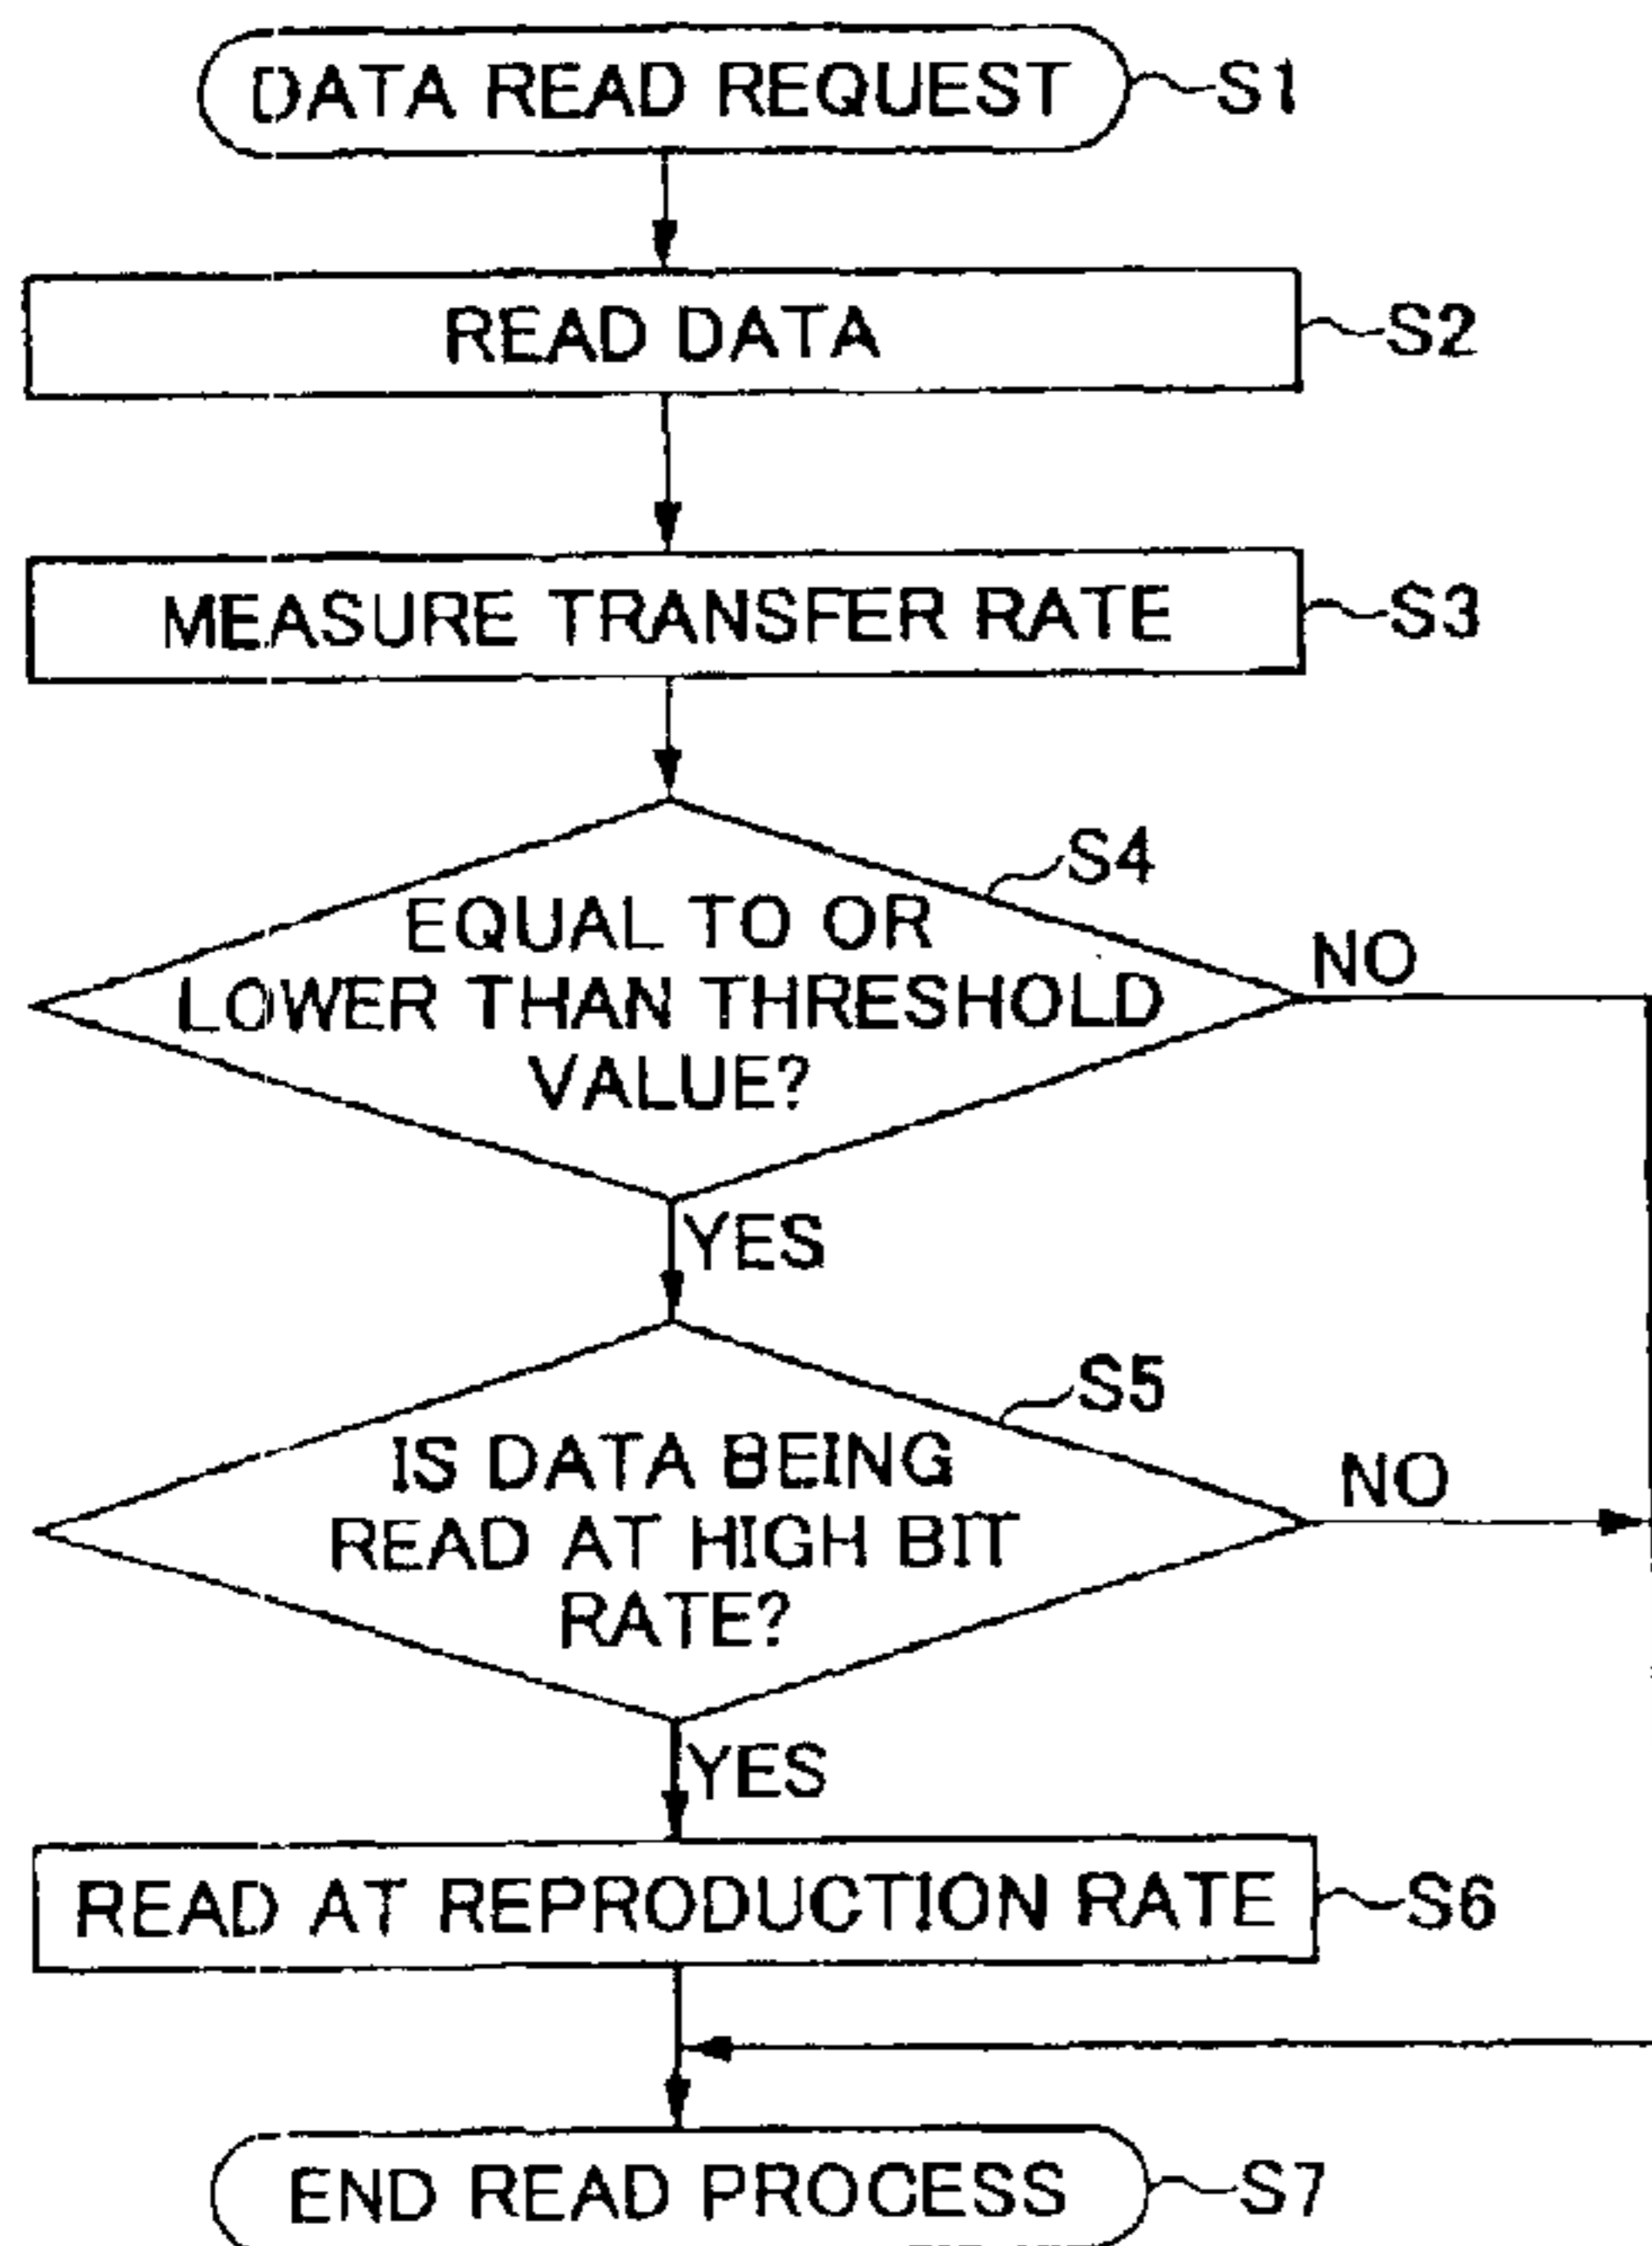 DATA READ REQUEST S1
READ DATA S2
MEASURE TRANSFER RATE S3
S4
EQUAL TO OR
NO
LOWER THAN THRESHOLD
VALUE?
YES
S5
IS DATA BEING
NO
READ AT HIGH BIT
RATE?
YES
READ AT REPRODUCTION RATE S6
END READ PROCESS S7